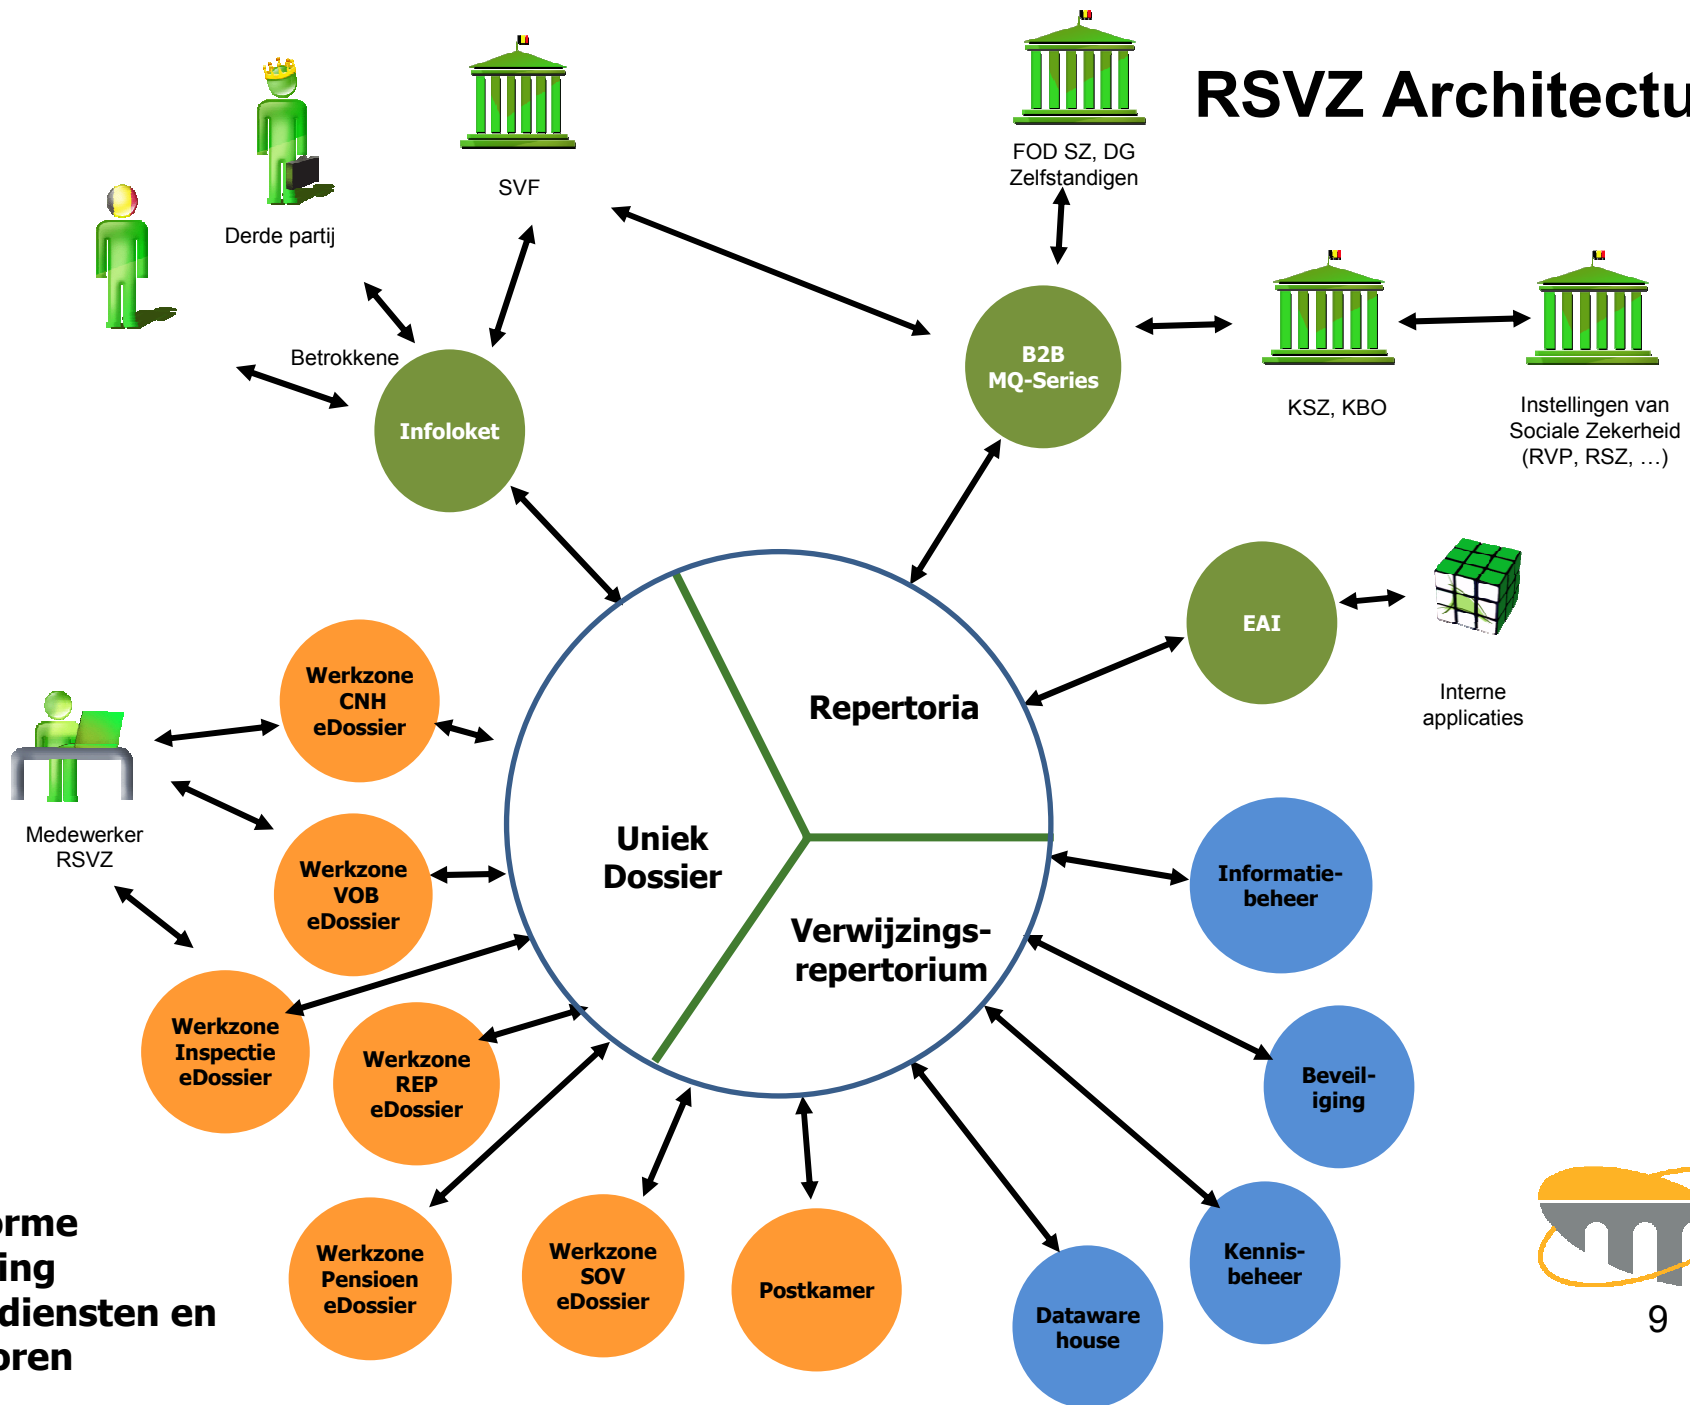 RSVZ Architectu
FOD SZ, DG
Zelfstandigen
SVF
Derde partij
Betrokkene
Infoloket
B2B
MQ-Series
KSZ, KBO
Instellingen van
Sociale Zekerheid
(RVP, RSZ, …)
EAI
Interne
applicaties
Repertoria
Uniek
Dossier
Verwijzings-
repertorium
Werkzone
CNH
eDossier
Medewerker
RSVZ
Werkzone
VOB
eDossier
Werkzone
Inspectie
eDossier
Werkzone
REP
eDossier
Werkzone
Pensioen
eDossier
Werkzone
SOV
eDossier
Postkamer
Dataware
house
Kennis-
beheer
Beveil-
iging
Informatie-
beheer
orme
ing
diensten en
oren
9